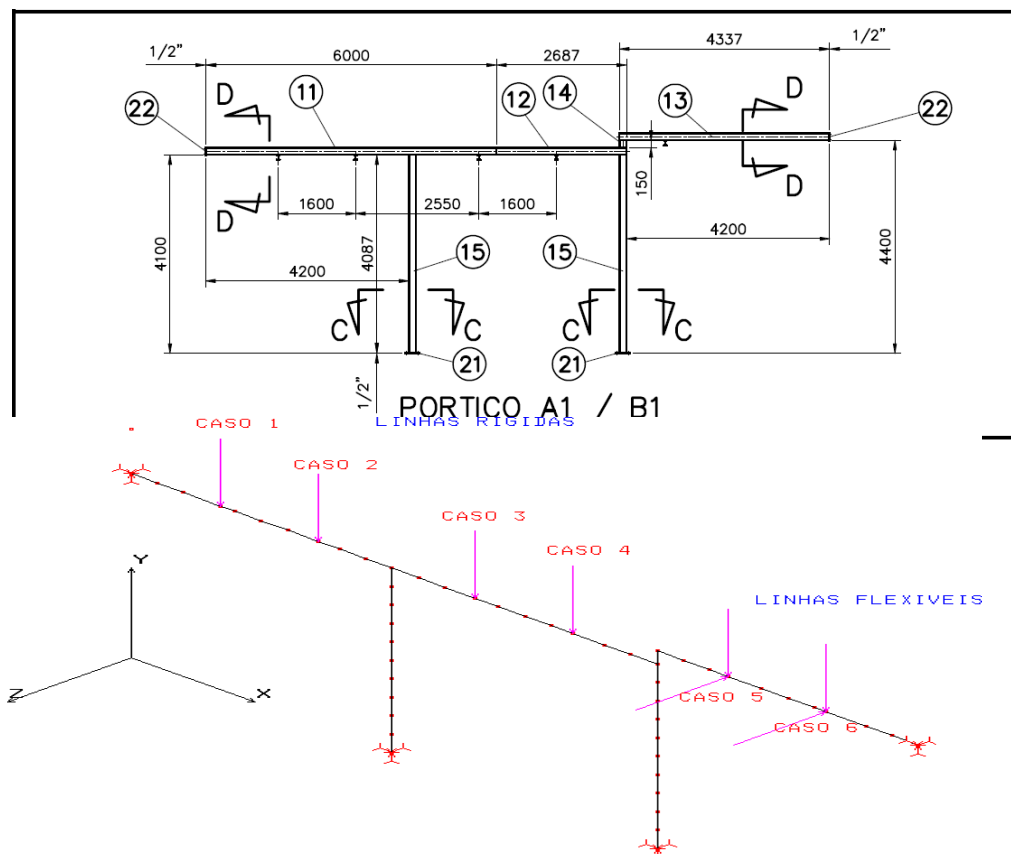 4337
1/2"
6000
2687
1/2"
D
11
12
14
13
D
22
22
D
D
150
1600
2550
1600
4100
4087
4200
15
15
4200
4400
C
C
C
C
21
21
1/2"
PORTICO A1 / B1
CASO 1
LINHAS RIGIDAS
CASO 2
CASO 3
CASO 4
Y
LINHAS FLEXIVEIS
Z
X
CASO 5
CASO 6